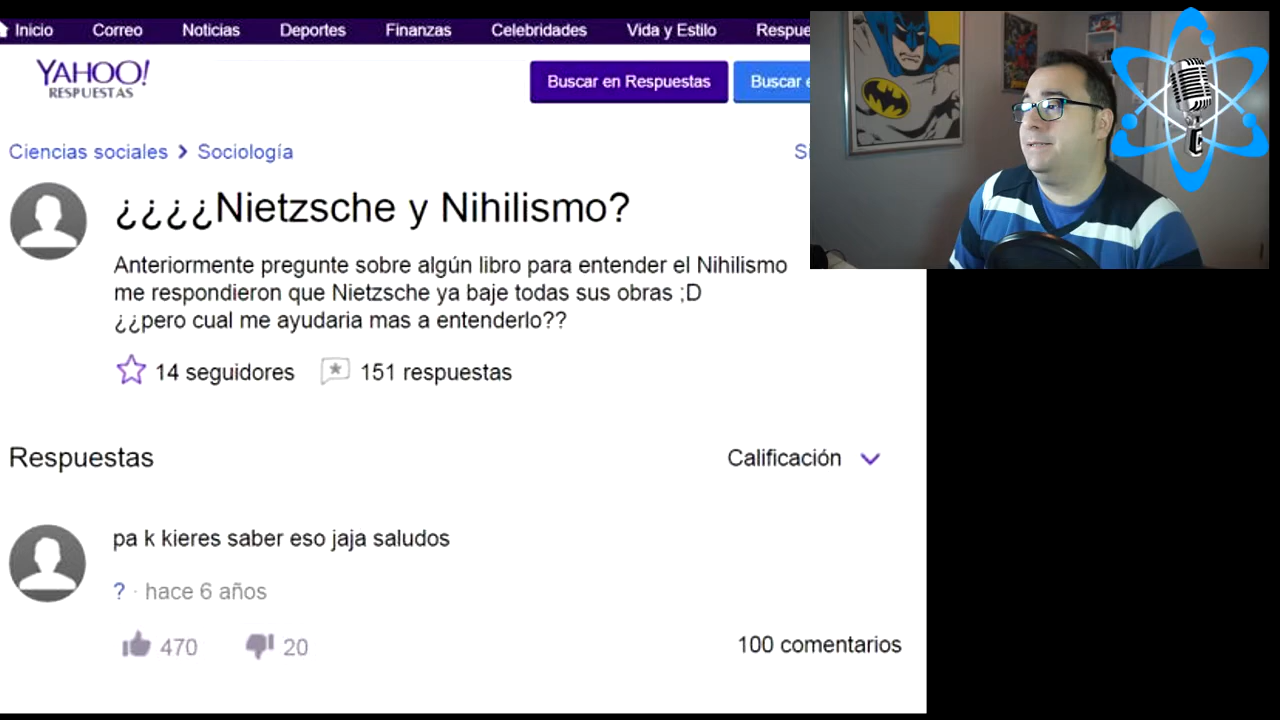 Inicio Correo Noticias Deportes Finanzas Celebridades Vida y Estilo
YAHOO!
RESPUESTAS
Buscar en Respuestas Buscar
Ciencias sociales > Sociología
¿¿¿¿Nietzsche y Nihilismo?
Anteriormente pregunte sobre algún libro para entender el Nihilismo
me respondieron que Nietzsche ya baje todas sus obras ;D
¿¿pero cual me ayudaria mas a entenderlo??
14 seguidores 151 respuestas
Respuestas
Calificación
pa k kieres saber eso jaja saludos
? · hace 6 años
470 20
100 comentarios